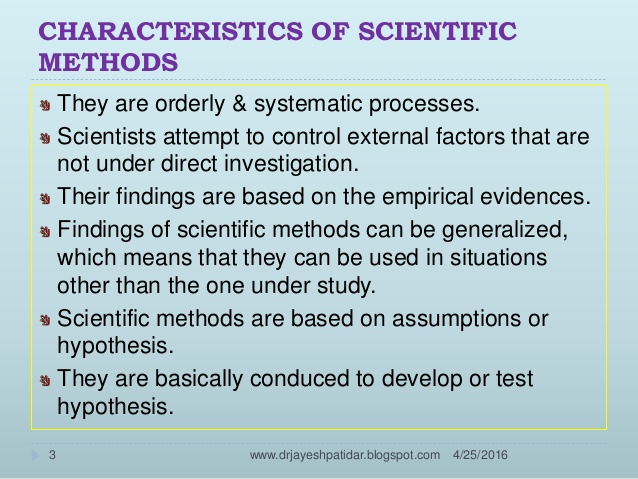 CHARACTERISTICS OF SCIENTIFIC
METHODS
They are orderly & systematic processes.
Scientists attempt to control external factors that are
not under direct investigation.
Their findings are based on the empirical evidences.
Findings of scientific methods can be generalized,
which means that they can be used in situations
other than the one under study.
Scientific methods are based on assumptions or
hypothesis.
They are basically conduced to develop or test
hypothesis.
3 www.drjayeshpatidar.blogspot.com 4/25/2016